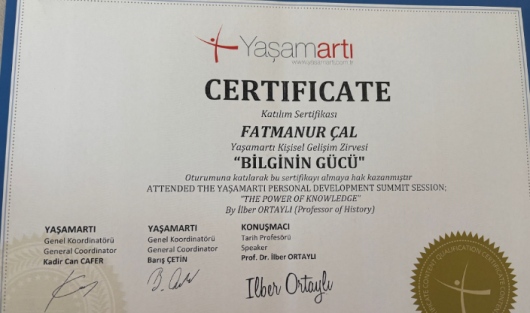 Yaşamartı
www.yasamarti.com.tr
CERTIFICATE
Katılım Sertifikası
FATMANUR ÇAL
Yaşamartı Kişisel Gelişim Zirvesi
“BİLGİNİN GÜCÜ"
Oturumuna katılarak bu sertifikayı almaya hak kazanmıştır
ATTENDED THE YAŞAMARTI PERSONAL DEVELOPMENT SUMMIT SESSION;
"THE POWER OF KNOWLEDGE"
By İlber ORTAYLI (Professor of History)
YAŞAMARTI
Genel Koordinatörü
General Coordinator
Kadir Can CAFER
YAŞAMARTI
Genel Koordinatörü
General Coordinator
Barış ÇETİN
KONUŞMACI
Tarih Profesörü
Speaker
Prof. Dr. İlber ORTAYLI
Ilber Ortaylı